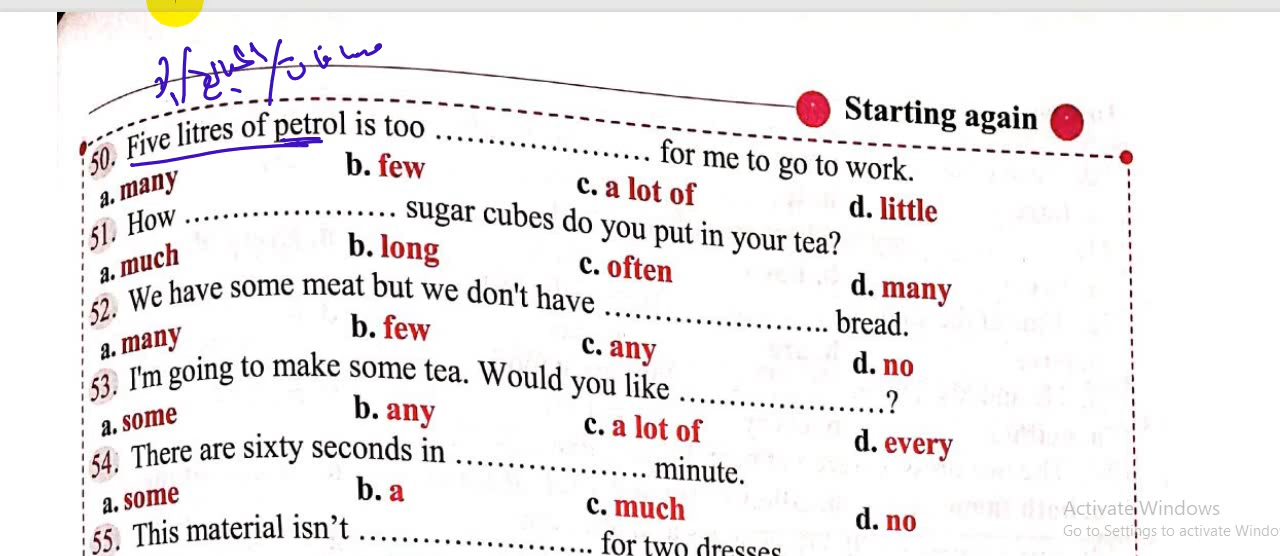 Starting again
50. Five litres of petrol is too .................................. for me to go to work.
a. many b. few c. a lot of d. little
51. How .................................. sugar cubes do you put in your tea?
a. much b. long c. often d. many
52. We have some meat but we don't have .................................. bread.
a. many b. few c. any d. no
53. I'm going to make some tea. Would you like ..................................?
a. some b. any c. a lot of d. every
54. There are sixty seconds in .............................. minute.
a. some b. a c. much d. no
55. This material isn't .................................. for two dresses
Activate Windows
Go to Settings to activate Windo